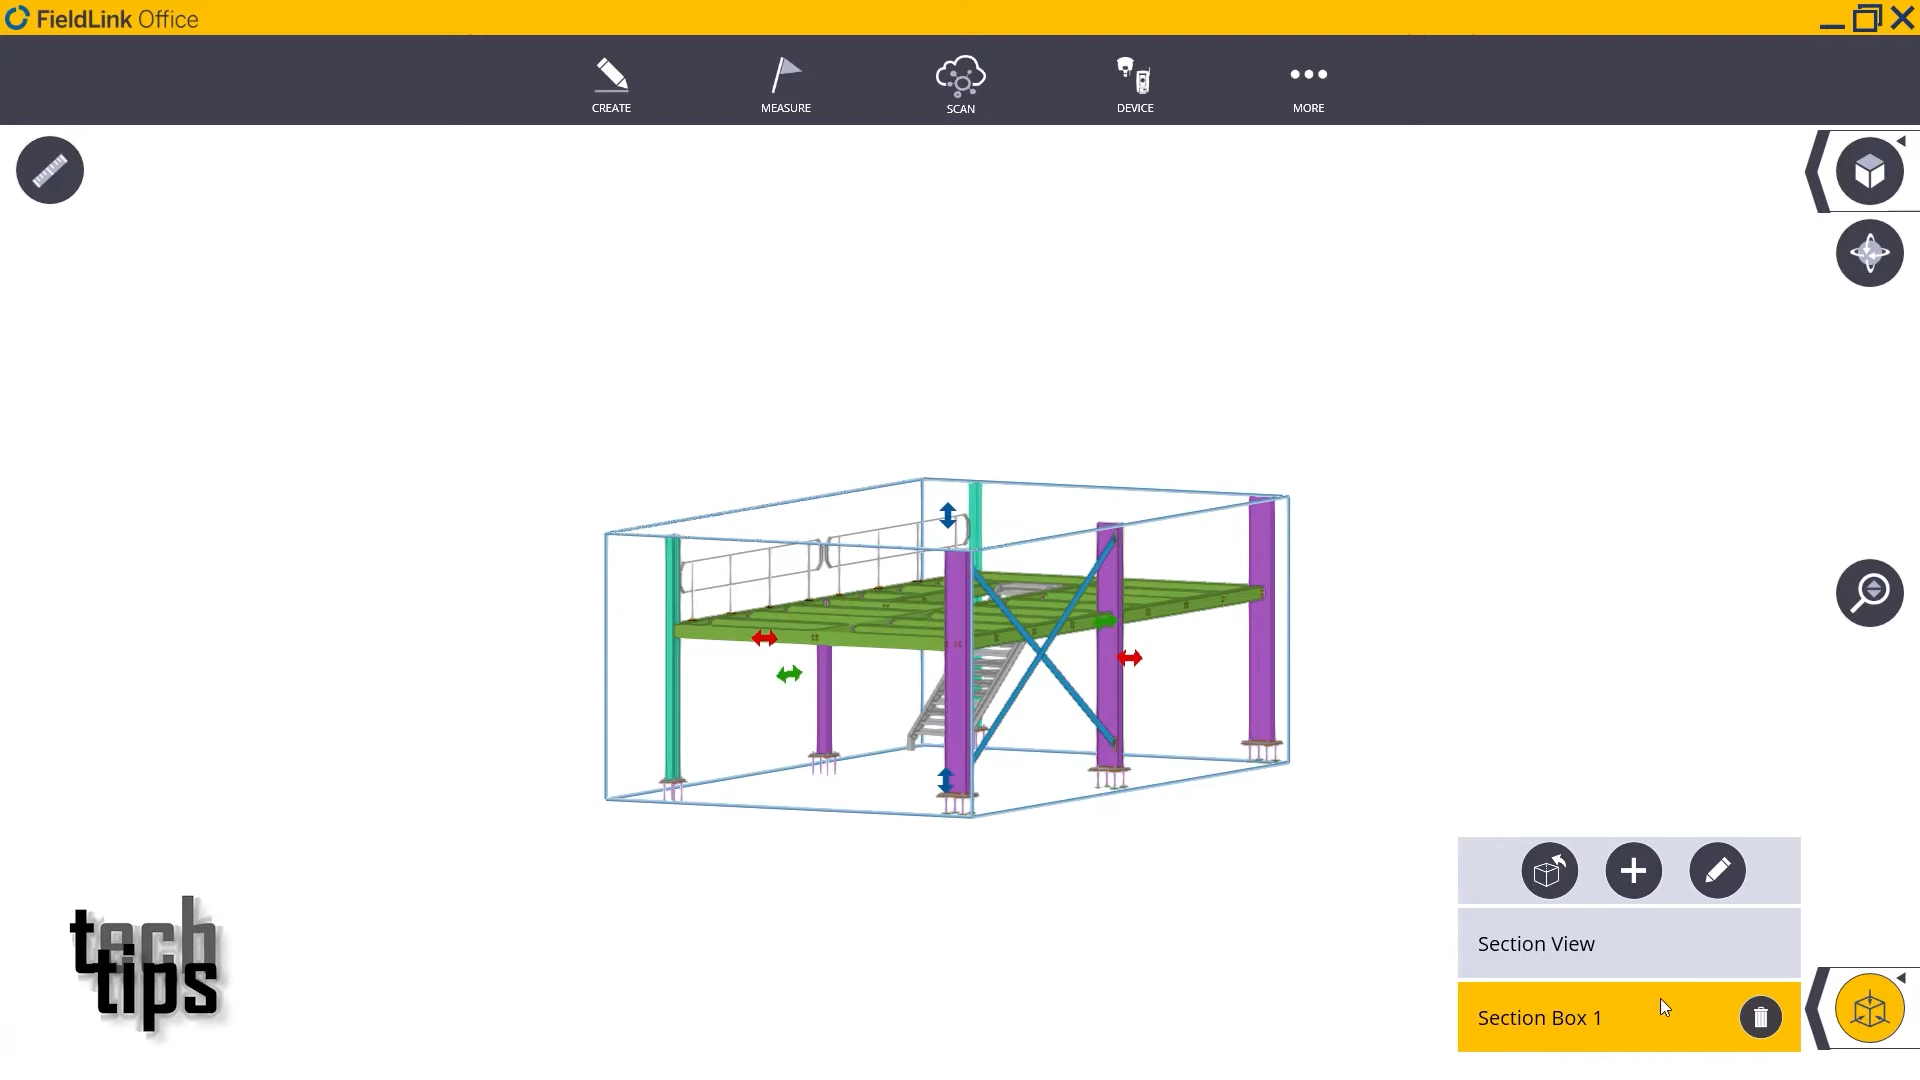 FieldLink Office
CREATE
MEASURE
SCAN
DEVICE
MORE
tech
tips
Section View
Section Box 1